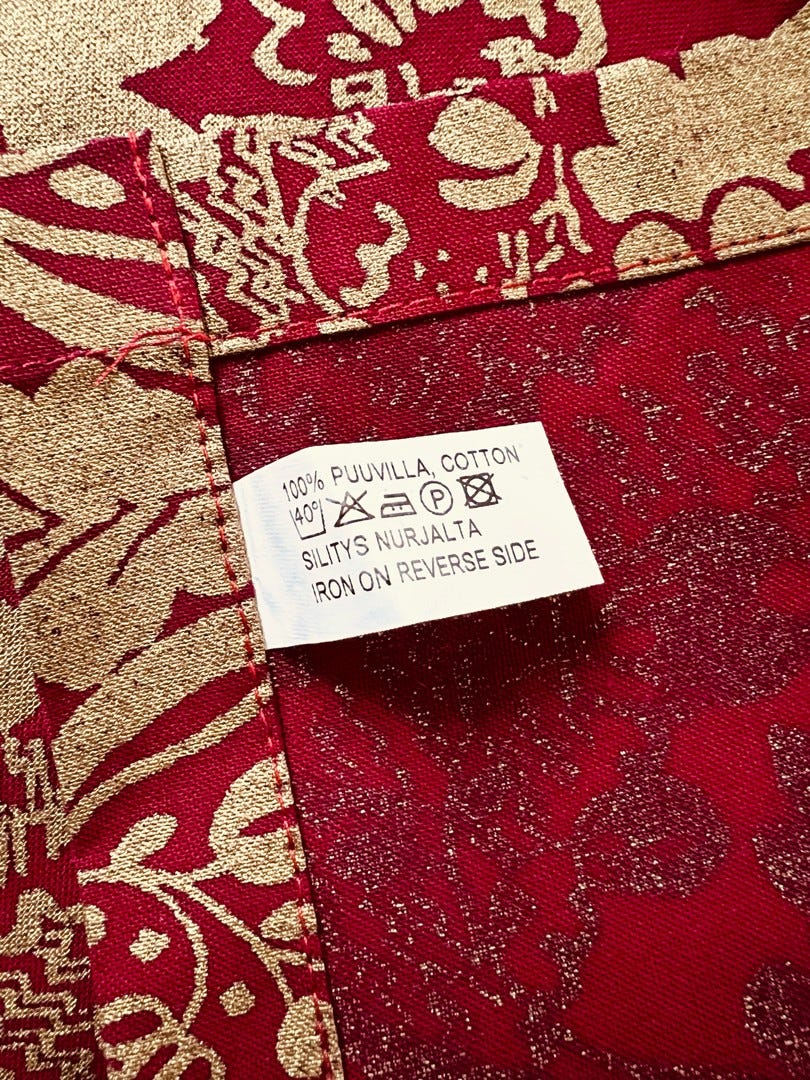 100% PUUVILLA, COTTON
40° P
SILITYS NURJALTA
IRON ON REVERSE SIDE